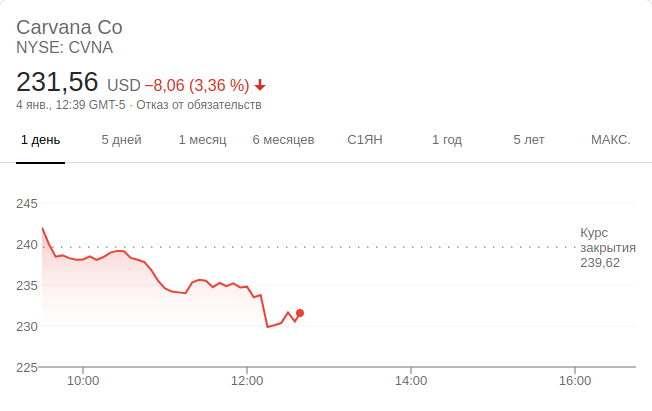 Carvana Co
NYSE: CVNA
231,56 USD −8,06 (3,36 %)
4 янв., 12:39 GMT-5 · Отказ от обязательств
1 день 5 дней 1 месяц 6 месяцев С1ЯН 1 год 5 лет МАКС.
245
240
235
230
225
Курс
закрытия
239,62
10:00 12:00 14:00 16:00